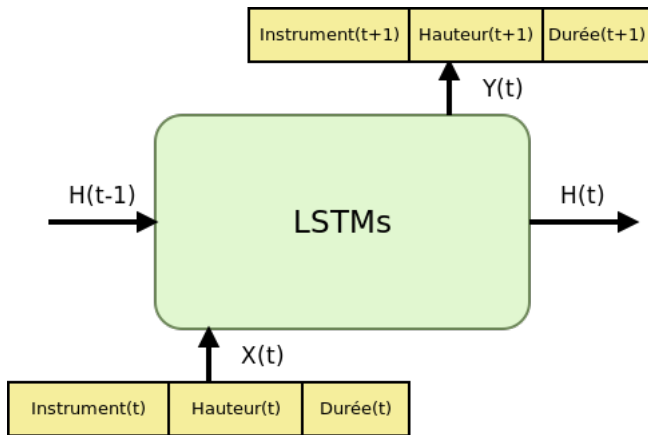 Instrument(t+1) Hauteur(t+1) Durée(t+1)
Y(t)
H(t-1)
LSTMs
H(t)
X(t)
Instrument(t) Hauteur(t) Durée(t)